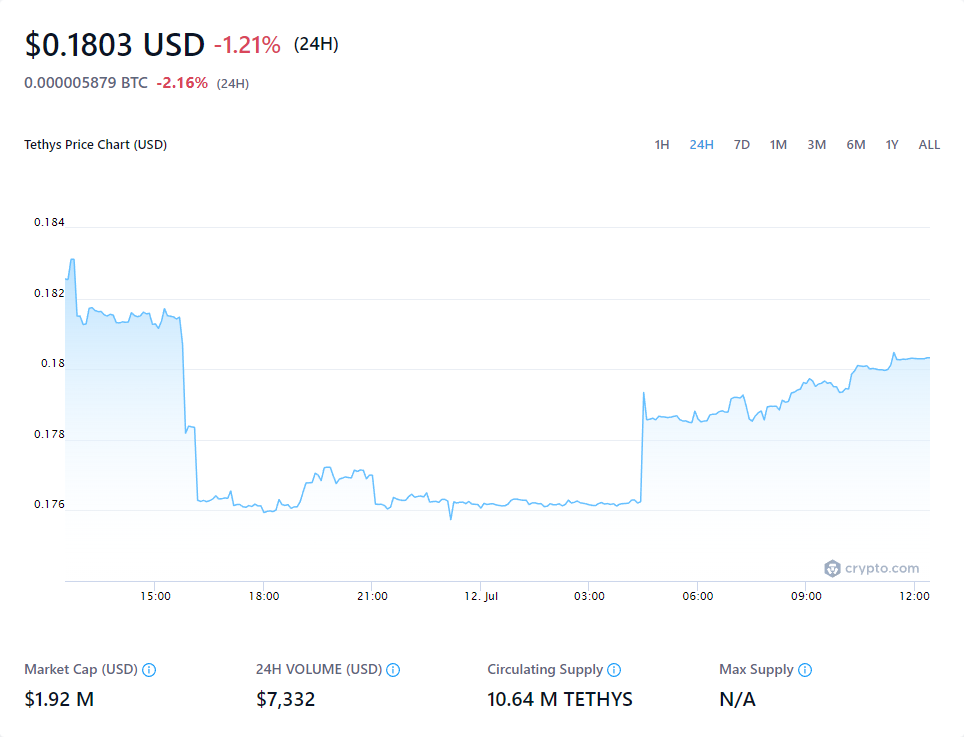 $0.1803 USD -1.21% (24H)
0.000005879 BTC -2.16% (24H)
Tethys Price Chart (USD)
1H 24H 7D 1M 3M 6M 1Y ALL
0.184
0.182
0.18
0.178
0.176
crypto.com
15:00 18:00 21:00 12. Jul 03:00 06:00 09:00 12:00
Market Cap (USD) 24H VOLUME (USD) Circulating Supply Max Supply
$1.92 M $7,332 10.64 M TETHYS N/A